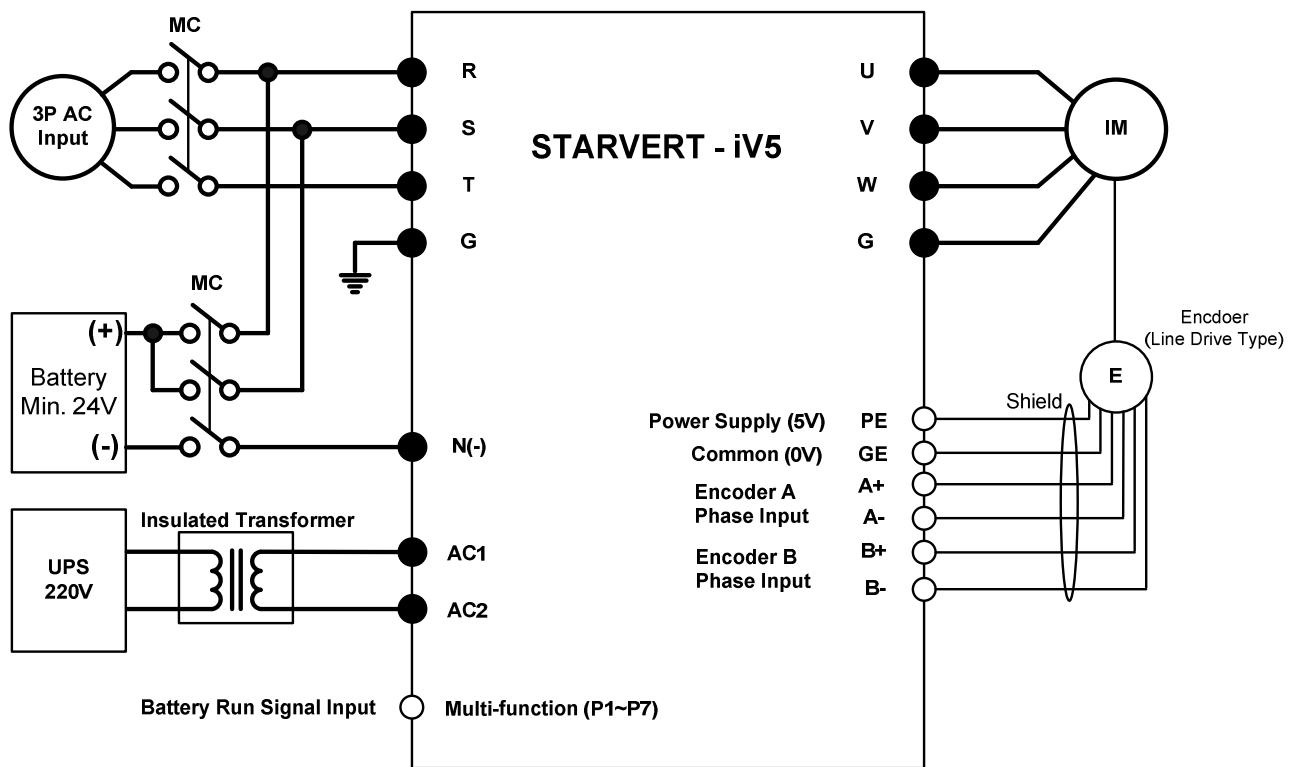 MC
3P AC
Input
R
S
T
G
STARVERT - iV5
U
V
W
G
IM
MC
(+)
Battery
Min. 24V
(-)
N(-)
Encdoer
(Line Drive Type)
E
Shield
Power Supply (5V) PE
Common (0V) GE
Encoder A
Phase Input
A+
A-
Encoder B
Phase Input
B+
B-
Insulated Transformer
UPS
220V
AC1
AC2
Battery Run Signal Input
Multi-function (P1~P7)